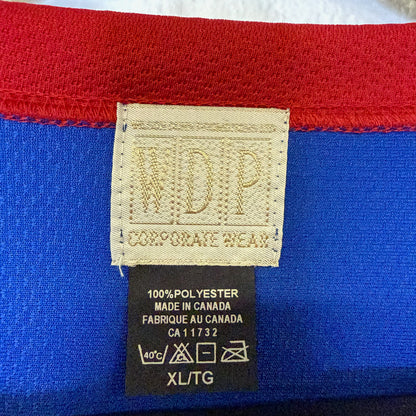 WDP
CORPORATE WEAR
100%POLYESTER
MADE IN CANADA
FABRIQUE AU CANADA
CA 11732
40°C
XL/TG